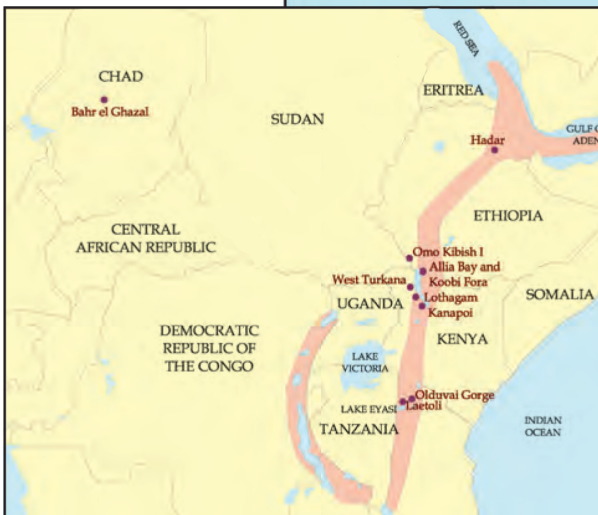 RED SEA
CHAD
ERITREA
Bahr el Ghazal
SUDAN
GULF O
ADEN
Hadar
ETHIOPIA
CENTRAL
AFRICAN REPUBLIC
Omo Kibish I
Allia Bay and
Koobi Fora
West Turkana
Lothagam
SOMALIA
UGANDA
Kanapoi
DEMOCRATIC
REPUBLIC OF
THE CONGO
KENYA
LAKE
VICTORIA
Olduvai Gorge
LAKE EYASI
Laetoli
TANZANIA
INDIAN
OCEAN